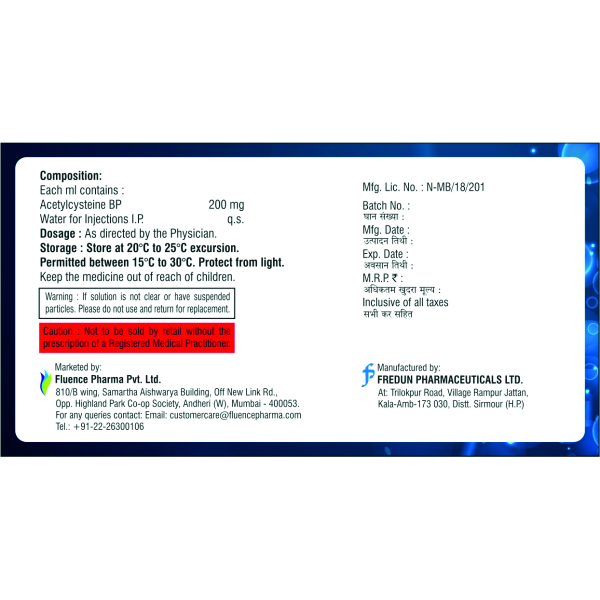 Composition:
Each ml contains :
Acetylcysteine BP 200 mg
Water for Injections I.P. q.s.
Dosage : As directed by the Physician.
Storage : Store at 20°C to 25°C excursion.
Permitted between 15°C to 30°C. Protect from light.
Keep the medicine out of reach of children.
Warning : If solution is not clear or have suspended
particles. Please do not use and return for replacement.
Caution : Not to be sold by retail without the
prescription of a Registered Medical Practitioner.
Marketed by:
Fluence Pharma Pvt. Ltd.
810/B wing, Samartha Aishwarya Building, Off New Link Rd.,
Opp. Highland Park Co-op Society, Andheri (W), Mumbai - 400053.
For any queries contact: Email: customercare@fluencepharma.com
Tel.: +91-22-26300106
Mfg. Lic. No. : N-MB/18/201
Batch No. :
घान संख्या :
Mfg. Date :
उत्पादन तिथी :
Exp. Date :
अवसान तिथी :
M.R.P. ₹ :
अधिकतम खुदरा मूल्य :
Inclusive of all taxes
सभी कर सहित
Manufactured by:
FREDUN PHARMACEUTICALS LTD.
At: Trilokpur Road, Village Rampur Jattan,
Kala-Amb-173 030, Distt. Sirmour (H.P.)